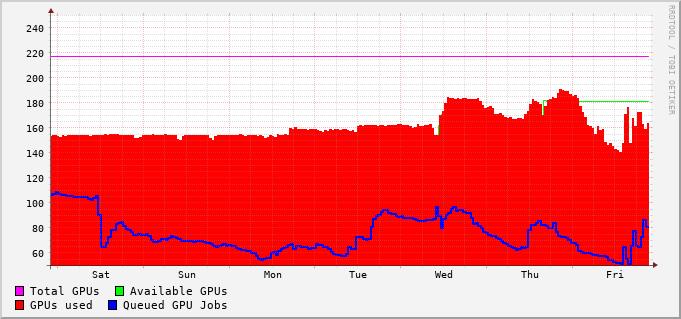 240
220
200
180
160
140
120
100
80
60
Sat Sun Mon Tue Wed Thu Fri
Total GPUs Available GPUs
GPUs used Queued GPU Jobs
RRDTOOL / TOBI OETIKER